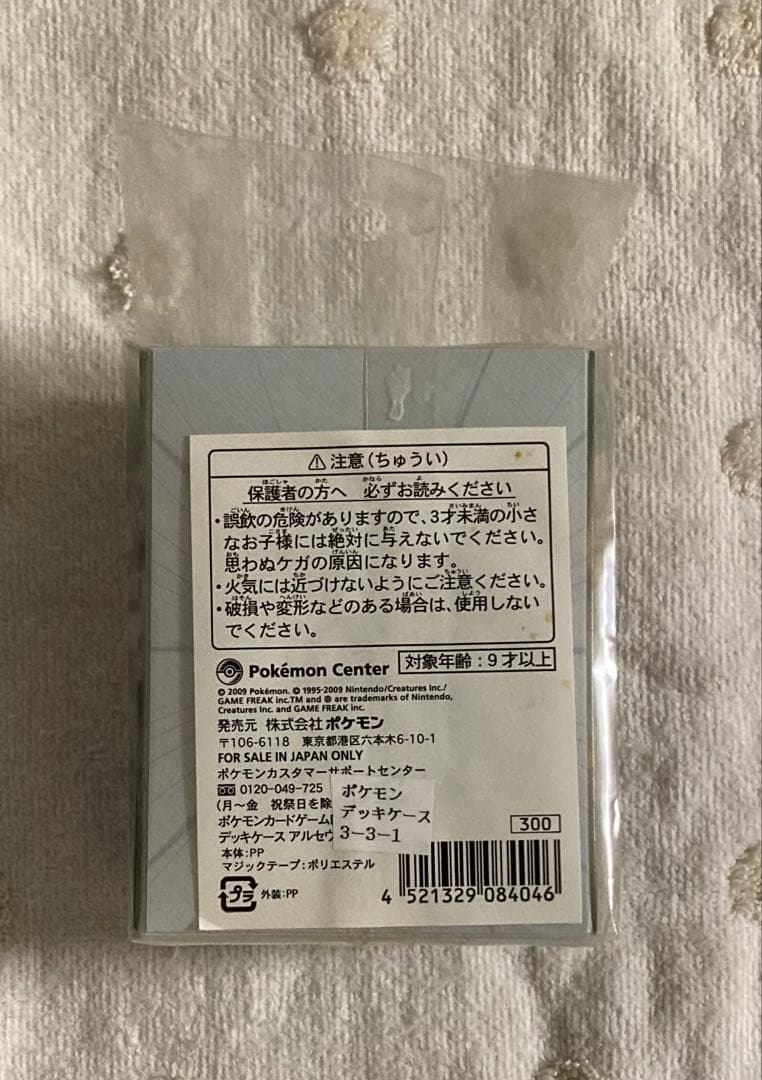 ⚠注意(ちゅうい)
保護者の方へ 必ずお読みください
・誤飲の危険がありますので、3才未満の小さ
なお子様には絶対に与えないでください。
思わぬケガの原因になります。
・火気には近づけないようにご注意ください。
・破損や変形などのある場合は、使用しない
でください。
Pokémon Center 対象年齢:9才以上
© 2009 Pokémon. © 1995-2009 Nintendo/Creatures Inc./
GAME FREAK inc.TM and ® are trademarks of Nintendo,
Creatures Inc. and GAME FREAK inc.
発売元 株式会社ポケモン
〒106-6118 東京都港区六本木6-10-1
FOR SALE IN JAPAN ONLY
ポケモンカスタマーサポートセンター
0120-049-725
(月〜金 祝祭日を除
ポケモンカードゲーム
デッキケース アルセウ
ポケモン
デッキケース
3-3-1
300
本体:PP
マジックテープ:ポリエステル
プラ 外装:PP
4 521329 084046